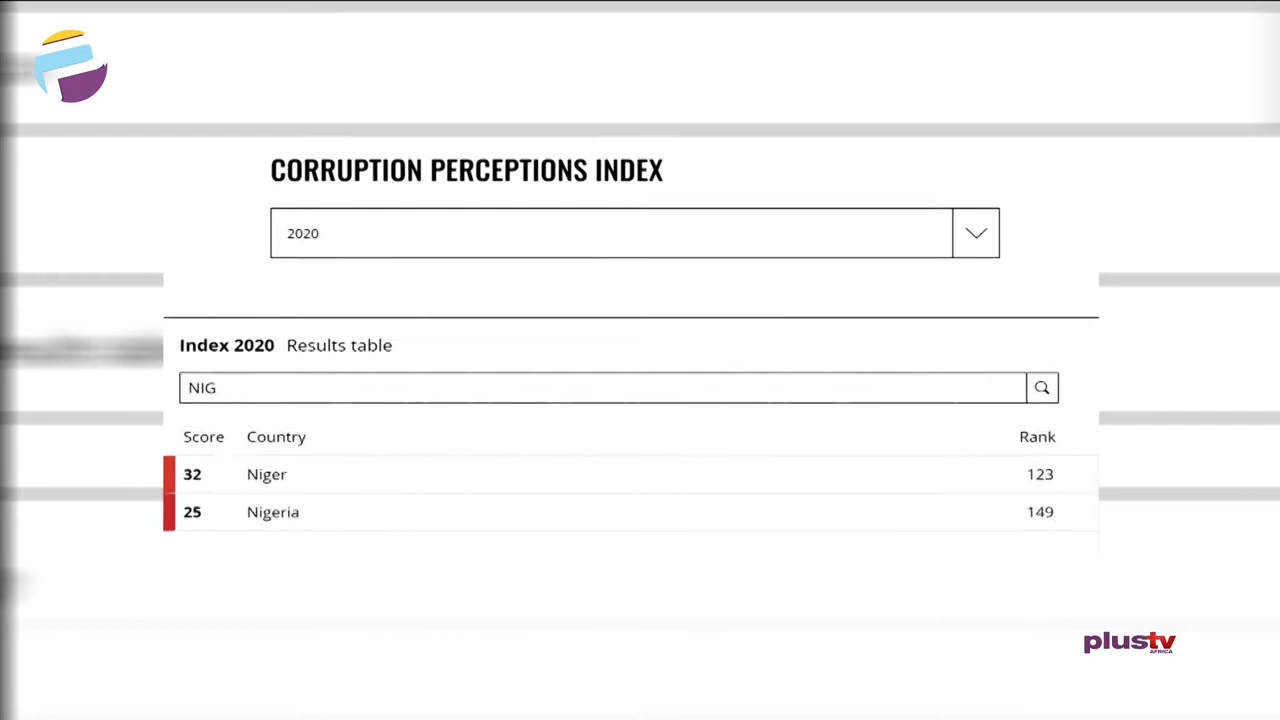 CORRUPTION PERCEPTIONS INDEX
2020
Index 2020 Results table
NIG
Score Country Rank
32 Niger 123
25 Nigeria 149
plustv
AFRICA